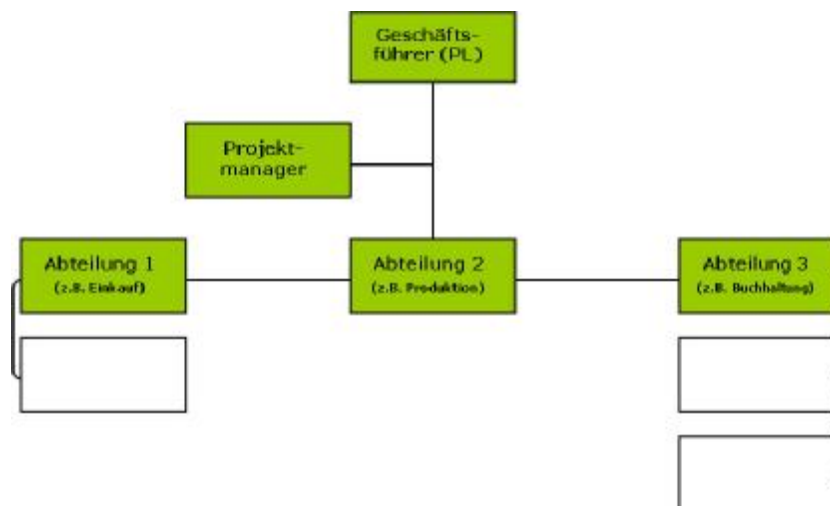 Geschäfts-
führer (PL)
Projekt-
manager
Abteilung 1
(z.B. Einkauf)
Abteilung 2
(z.B. Produktion)
Abteilung 3
(z.B. Buchhaltung)